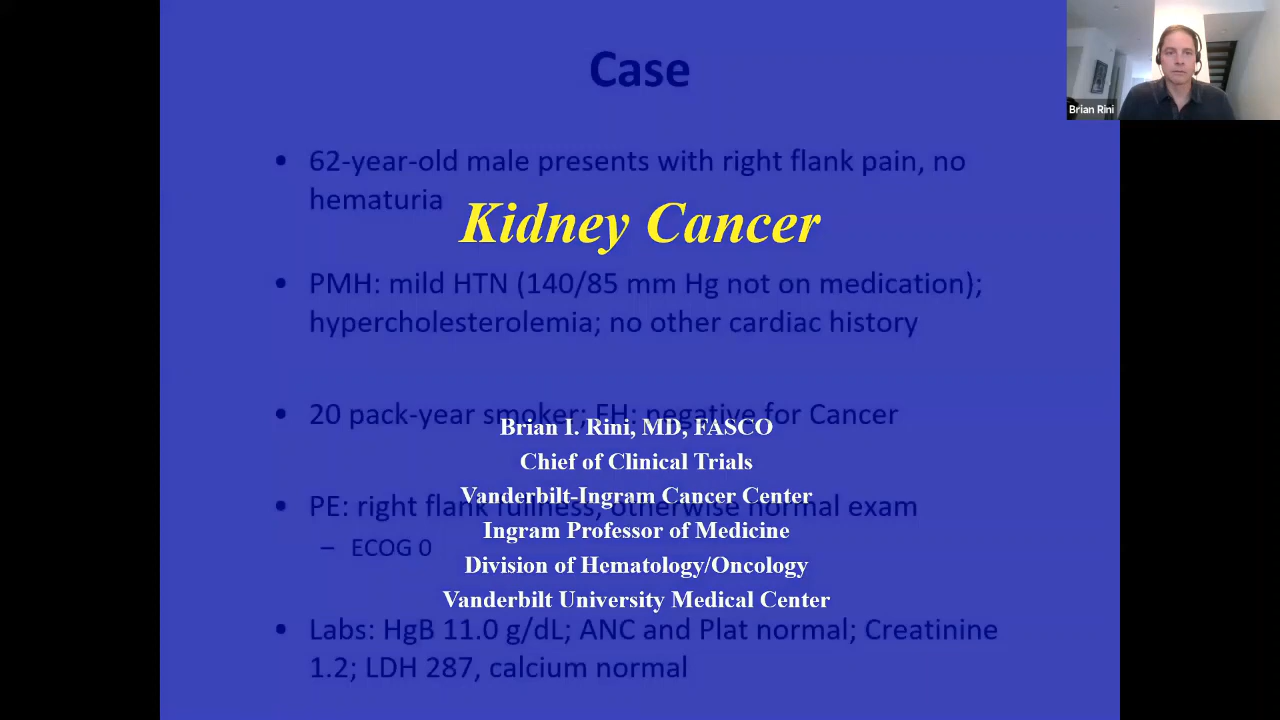 Case
Brian Rini
62-year-old male presents with right flank pain, no
hematuria
Kidney Cancer
PMH: mild HTN (140/85 mm Hg not on medication);
hypercholesterolemia; no other cardiac history
20 pack-year smoker; FH: negative for Cancer
Brian I. Rini, MD, FASCO
Chief of Clinical Trials
Vanderbilt-Ingram Cancer Center
PE: right flank fullness, otherwise normal exam
Ingram Professor of Medicine
– ECOG 0
Division of Hematology/Oncology
Vanderbilt University Medical Center
Labs: HgB 11.0 g/dL; ANC and Plat normal; Creatinine
1.2; LDH 287, calcium normal